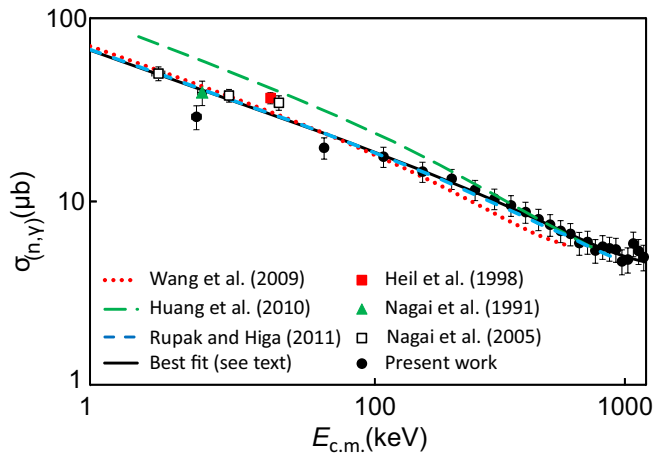 100
10
1
σ(n,γ)(μb)
Wang et al. (2009)
Huang et al. (2010)
Rupak and Higa (2011)
Best fit (see text)
Heil et al. (1998)
Nagai et al. (1991)
Nagai et al. (2005)
Present work
1
100
1000
E c.m.(keV)